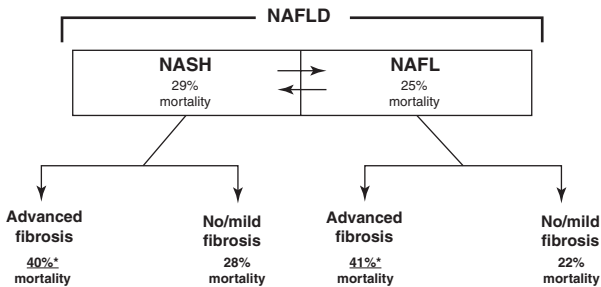 NAFLD
NASH
29%
mortality
NAFL
25%
mortality
Advanced
fibrosis
40%*
mortality
No/mild
fibrosis
28%
mortality
Advanced
fibrosis
41%*
mortality
No/mild
fibrosis
22%
mortality